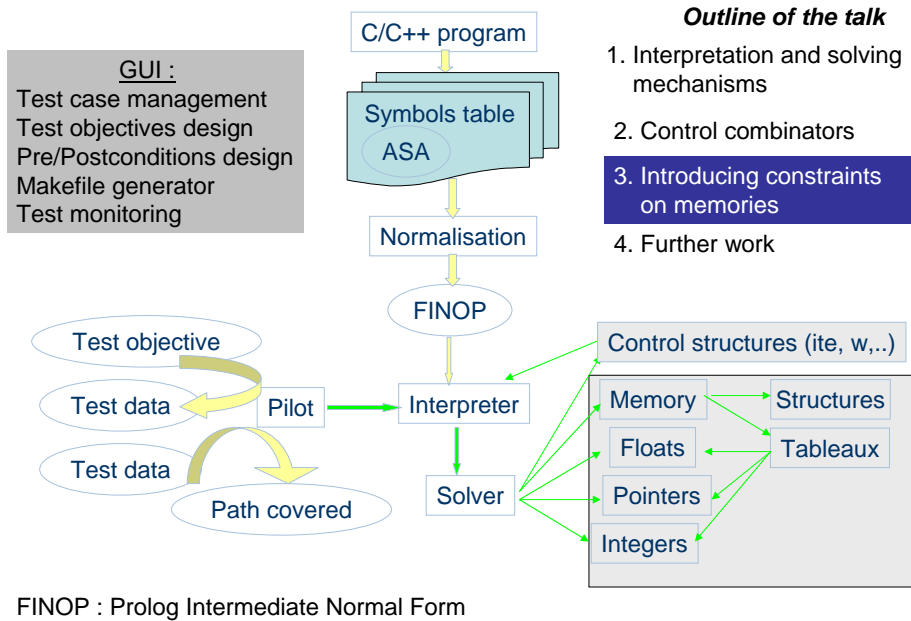 C/C++ program
Symbols table
ASA
Normalisation
FINOP
GUI :
Test case management
Test objectives design
Pre/Postconditions design
Makefile generator
Test monitoring
Outline of the talk
1. Interpretation and solving
mechanisms
2. Control combinators
3. Introducing constraints
on memories
4. Further work
Test objective
Test data
Test data
Path covered
Pilot
Interpreter
Solver
Control structures (ite, w,..)
Memory
Structures
Floats
Tableaux
Pointers
Integers
FINOP : Prolog Intermediate Normal Form